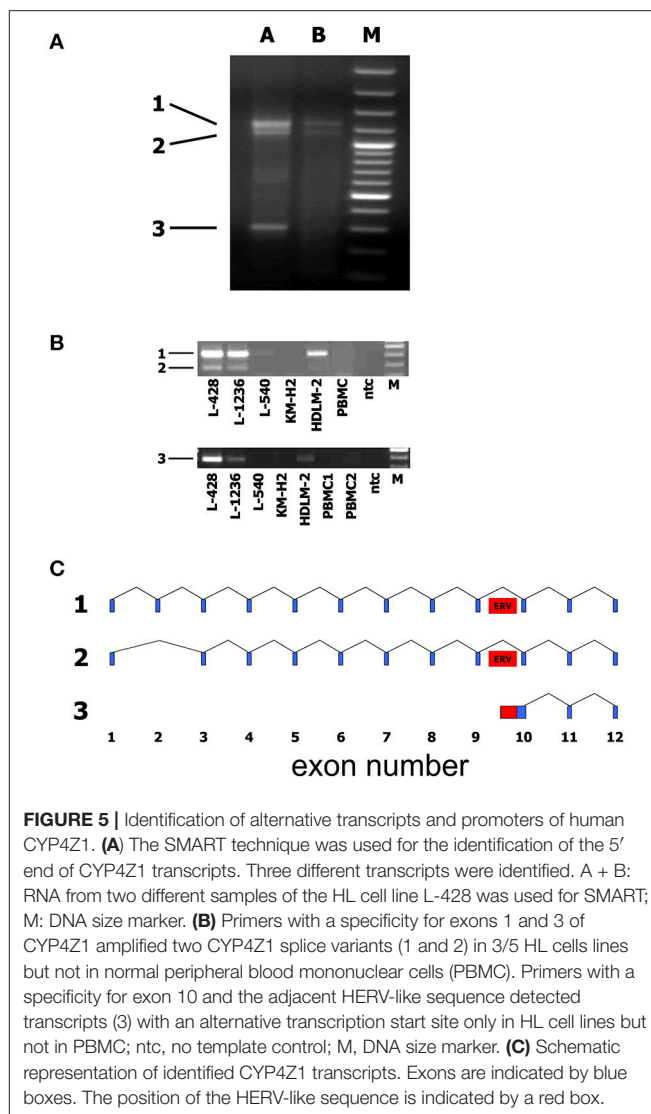 A
A B M
1
2
3
B
1
2
L-428 L-1236 L-540 KM-H2 HDLM-2 PBMC ntc M
3
L-428 L-1236 L-540 KM-H2 HDLM-2 PBMC1 PBMC2 ntc M
C
1 ERV
2 ERV
3
1 2 3 4 5 6 7 8 9 10 11 12
exon number
FIGURE 5 | Identification of alternative transcripts and promoters of human
CYP4Z1. (A) The SMART technique was used for the identification of the 5′
end of CYP4Z1 transcripts. Three different transcripts were identified. A + B:
RNA from two different samples of the HL cell line L-428 was used for SMART;
M: DNA size marker. (B) Primers with a specificity for exons 1 and 3 of
CYP4Z1 amplified two CYP4Z1 splice variants (1 and 2) in 3/5 HL cells lines
but not in normal peripheral blood mononuclear cells (PBMC). Primers with a
specificity for exon 10 and the adjacent HERV-like sequence detected
transcripts (3) with an alternative transcription start site only in HL cell lines but
not in PBMC; ntc, no template control; M, DNA size marker. (C) Schematic
representation of identified CYP4Z1 transcripts. Exons are indicated by blue
boxes. The position of the HERV-like sequence is indicated by a red box.